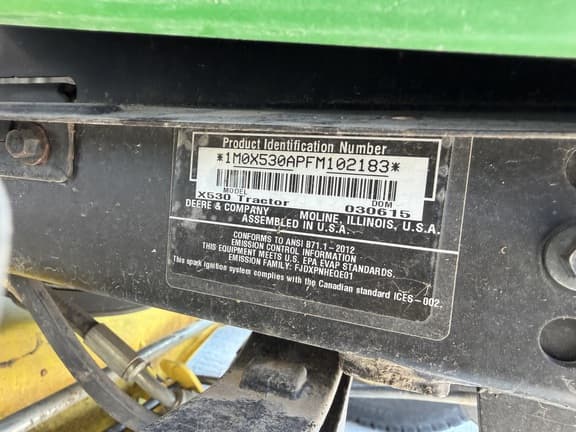 Product Identification Number
*1M0X530APFM102183*
MODEL DOM
X530 Tractor 030615
DEERE & COMPANY MOLINE, ILLINOIS, U.S.A.
ASSEMBLED IN U.S.A.
CONFORMS TO ANSI B71.1-2012
EMISSION CONTROL INFORMATION
THIS EQUIPMENT MEETS U.S. EPA EVAP STANDARDS.
EMISSION FAMILY: FJDXPNHEQE01
This spark ignition system complies with the Canadian standard ICES-002.